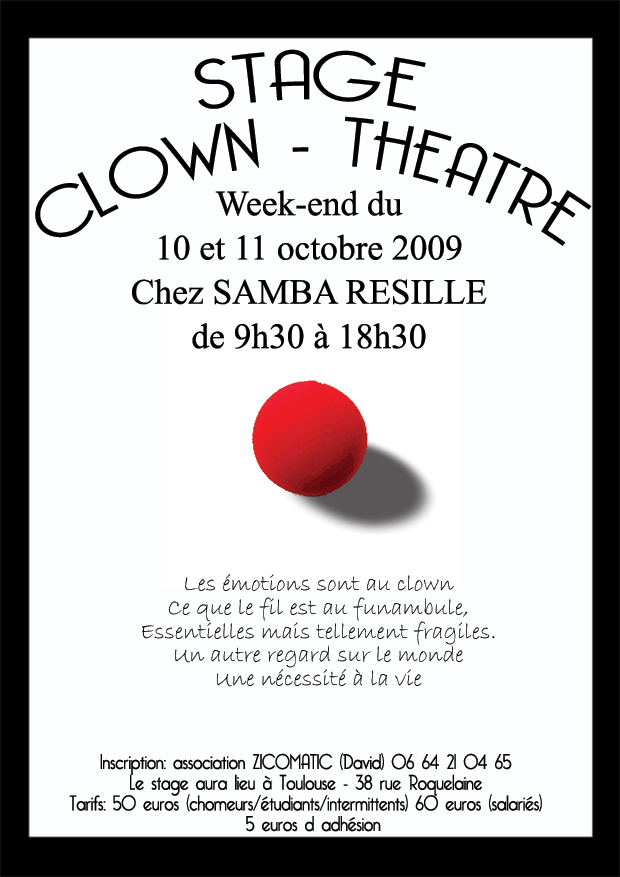 STAGE
CLOWN - THEATRE
Week-end du
10 et 11 octobre 2009
Chez SAMBA RESILLE
de 9h30 à 18h30
Les émotions sont au clown
Ce que le fil est au funambule,
Essentielles mais tellement fragiles.
Un autre regard sur le monde
Une nécessité à la vie
Inscription: association ZICOMATIC (David) 06 64 21 04 65
Le stage aura lieu à Toulouse - 38 rue Roquelaine
Tarifs: 50 euros (chomeurs/étudiants/intermittents) 60 euros (salariés)
5 euros d adhésion